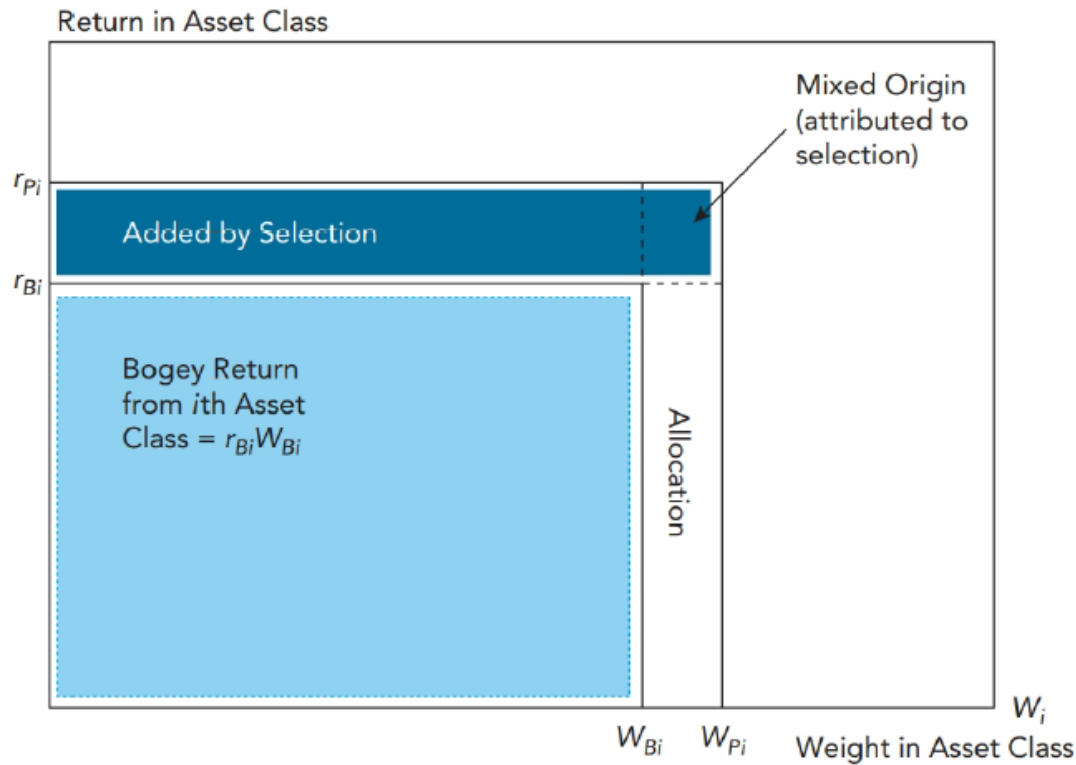 Return in Asset Class
Mixed Origin
(attributed to
selection)
rPi
Added by Selection
rBi
Bogey Return
from ith Asset
Class = rBiWBi
Allocation
WBi
WPi
Wi
Weight in Asset Class